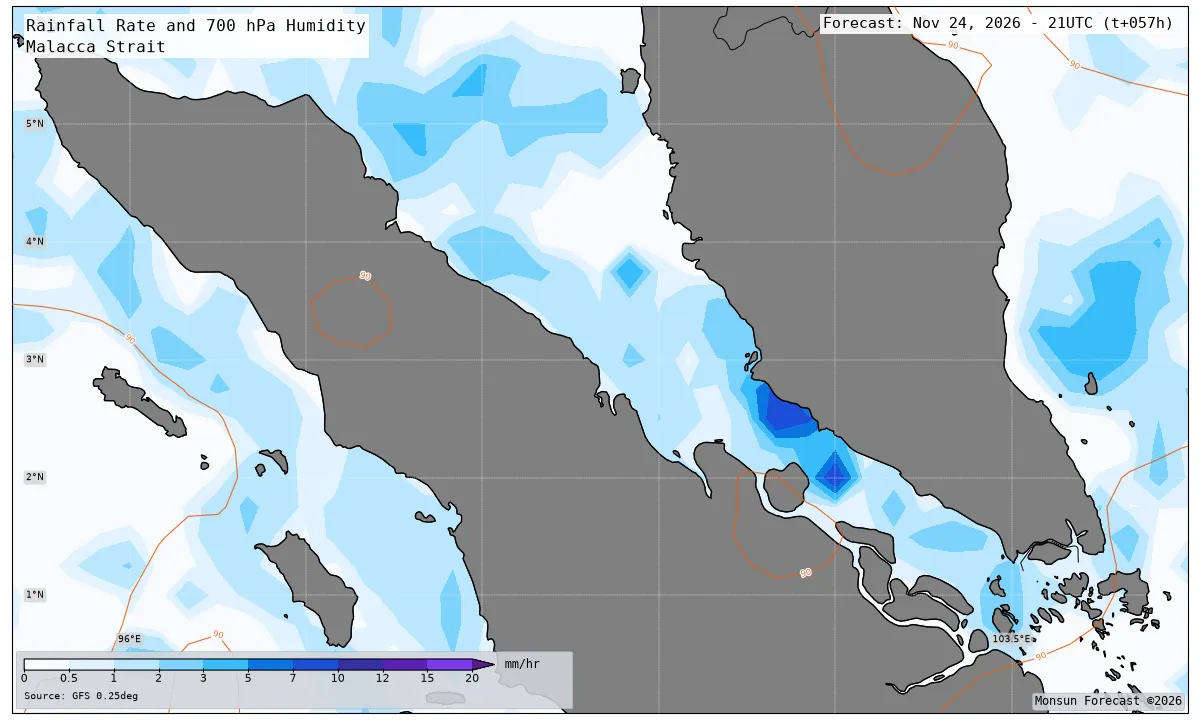 Rainfall Rate and 700 hPa Humidity
Malacca Strait
Forecast: Nov 24, 2026 - 21UTC (t+057h)
90
90
5°N
4°N
90
90
3°N
2°N
90
1°N
96°E
90
103.5°E
90
mm/hr
0 0.5 1 2 3 5 7 10 12 15 20
Source: GFS 0.25deg
Monsun Forecast ©2026